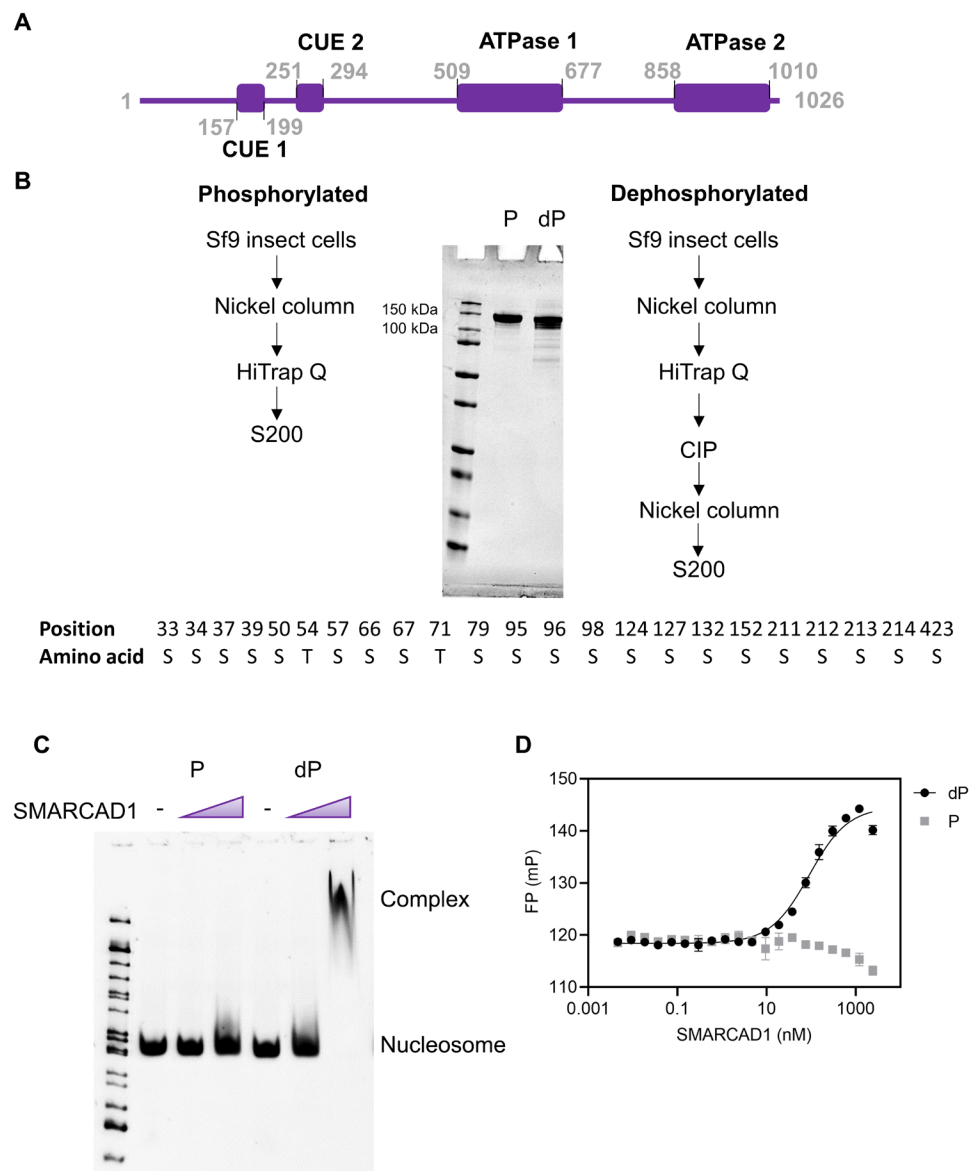 A
CUE 2 ATPase 1 ATPase 2
251 294 509 677 858 1010
1 1026
157 199
CUE 1
B
Phosphorylated
Sf9 insect cells
Nickel column
HiTrap Q
S200
P dP
150 kDa
100 kDa
Dephosphorylated
Sf9 insect cells
Nickel column
HiTrap Q
CIP
Nickel column
S200
Position 33 34 37 39 50 54 57 66 67 71 79 95 96 98 124 127 132 152 211 212 213 214 423
Amino acid S S S S S T S S S T S S S S S S S S S S S S S
C
P dP
SMARCAD1 - -
Complex
Nucleosome
D
150
140
130
120
110
FP (mP)
0.001 0.1 10 1000
SMARCAD1 (nM)
dP
P